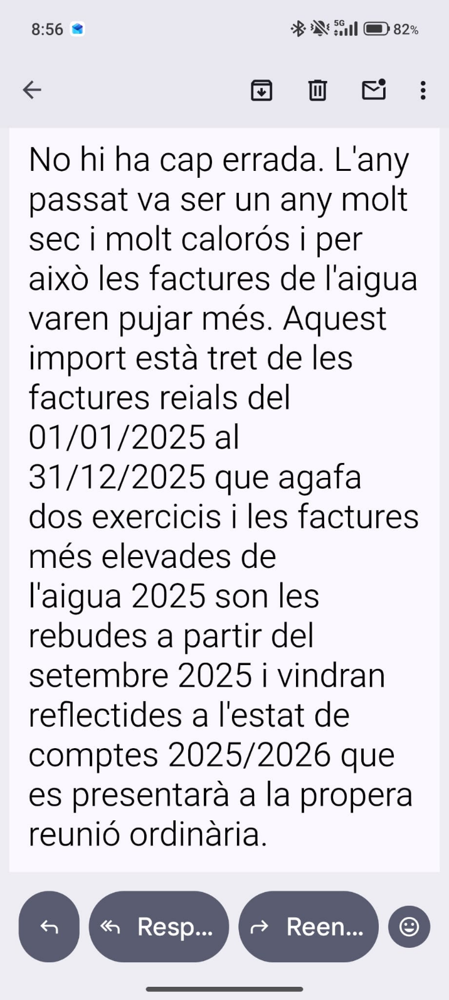 8:56 5G 82%
No hi ha cap errada. L'any
passat va ser un any molt
sec i molt calorós i per
això les factures de l'aigua
varen pujar més. Aquest
import està tret de les
factures reials del
01/01/2025 al
31/12/2025 que agafa
dos exercicis i les factures
més elevades de
l'aigua 2025 son les
rebudes a partir del
setembre 2025 i vindran
reflectides a l'estat de
comptes 2025/2026 que
es presentarà a la propera
reunió ordinària.
Resp... Reen...